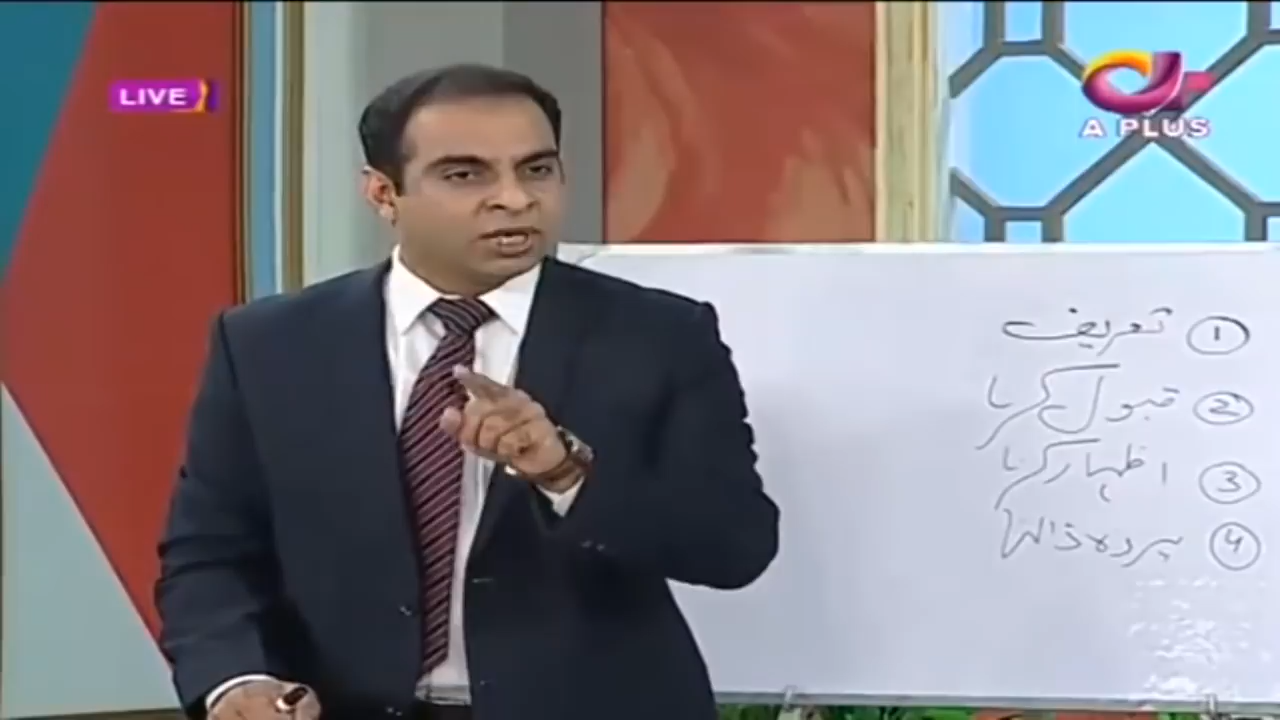 LIVE
A PLUS
① تعریف
② قبول کرنا
③ اظہار کرنا
④ پردہ ڈالنا